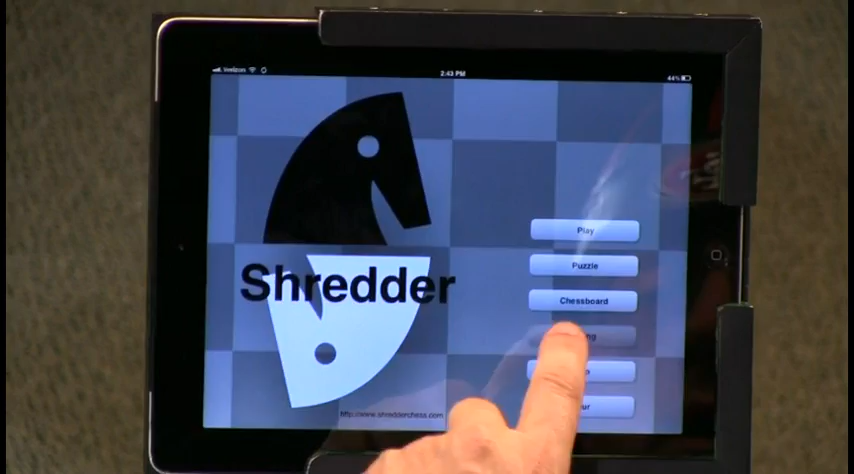 Verizon 2:43 PM 44%
Shredder
Play
Puzzle
Chessboard
http://www.shredderchess.com